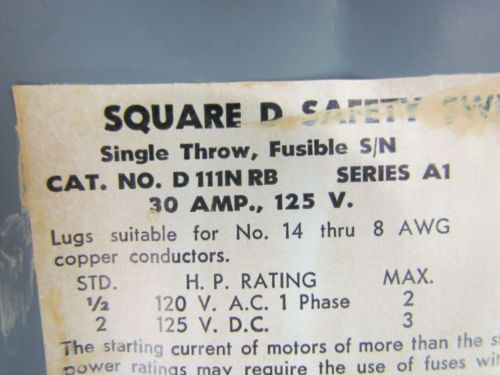 SQUARE D SAFETY
Single Throw, Fusible S/N
CAT. NO. D 111N RB SERIES A1
30 AMP., 125 V.
Lugs suitable for No. 14 thru 8 AWG
copper conductors.
STD. H. P. RATING MAX.
1/2 120 V. A.C. 1 Phase 2
2 125 V. D.C. 3
The starting current of motors of more than the
power ratings may require the use of fuses